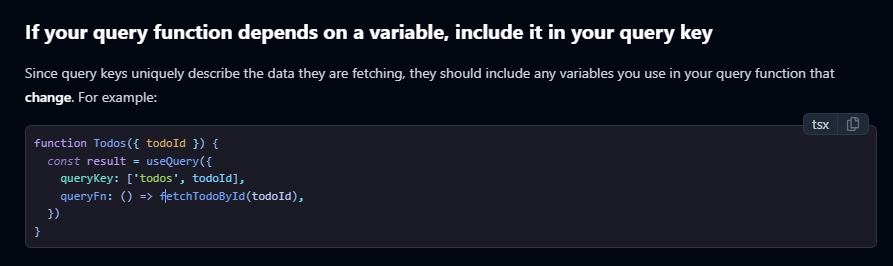 If your query function depends on a variable, include it in your query key
Since query keys uniquely describe the data they are fetching, they should include any variables you use in your query function that
change. For example:
tsx
function Todos({ todoId }) {
  const result = useQuery({
    queryKey: ['todos', todoId],
    queryFn: () => fetchTodoById(todoId),
  })
}